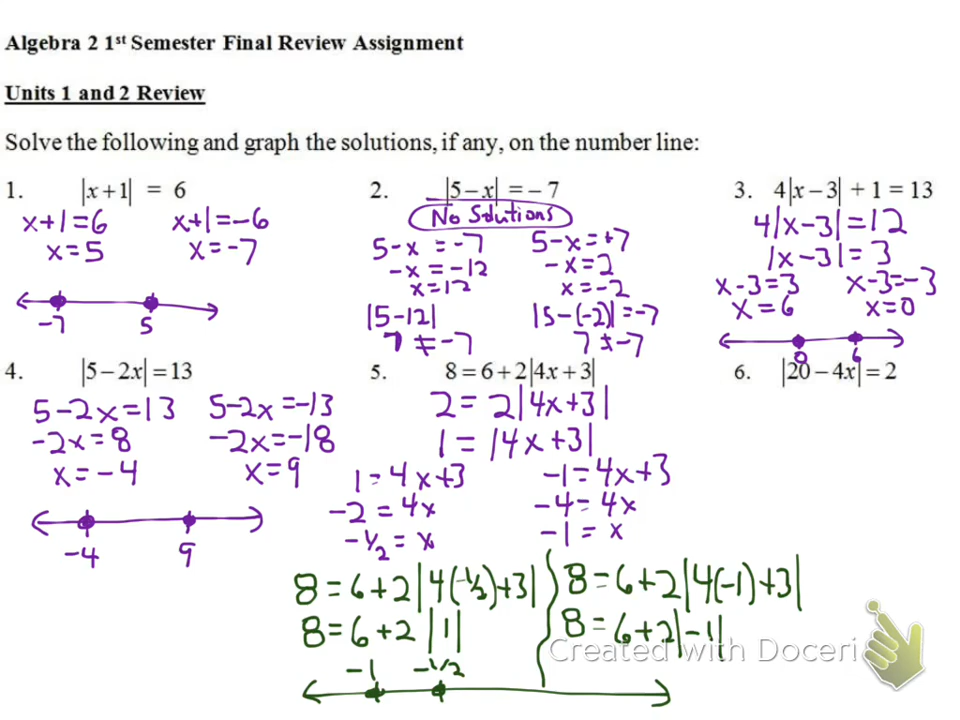 Algebra 2 1st Semester Final Review Assignment
Units 1 and 2 Review
Solve the following and graph the solutions, if any, on the number line:
1. |x+1| = 6
x+1=6 x+1=-6
x=5 x=-7
-7 5
2. |5-x| = -7
No Solutions
5-x = -7 5-x=+7
-x = -12 -x=2
x=12 x=-2
|5-12| |5-(-2)|=-7
7 ≠ -7 7 ≠ -7
3. 4|x-3| + 1 = 13
4|x-3|=12
|x-3|=3
x-3=3 x-3=-3
x=6 x=0
0 6
4. |5-2x| = 13
5-2x=13 5-2x=-13
-2x=8 -2x=-18
x=-4 x=9
-4 9
5. 8 = 6+2|4x+3|
2 = 2|4x+3|
1 = |4x+3|
1=4x+3 -1=4x+3
-2=4x -4=4x
-1/2=x -1=x
8=6+2|4(-1/2)+3| 8=6+2|4(-1)+3|
8=6+2|1| 8=6+2|-1|
-1 -1/2
6. |20-4x| = 2
Created with Doceri